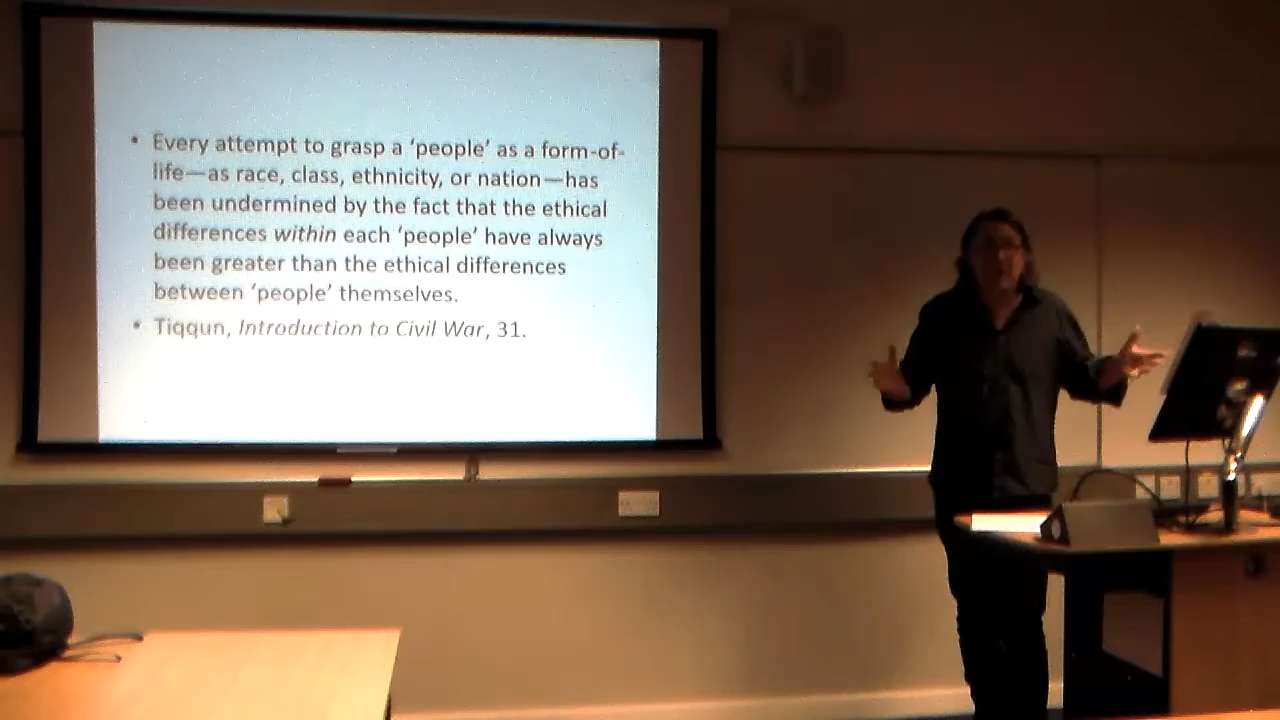 • Every attempt to grasp a ‘people’ as a form-of-
life—as race, class, ethnicity, or nation—has
been undermined by the fact that the ethical
differences within each ‘people’ have always
been greater than the ethical differences
between ‘people’ themselves.
• Tiqqun, Introduction to Civil War, 31.